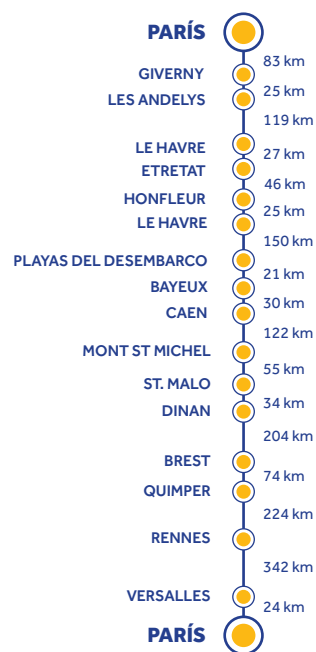 PARÍS
83 km
GIVERNY
25 km
LES ANDELYS
119 km
LE HAVRE
27 km
ETRETAT
46 km
HONFLEUR
25 km
LE HAVRE
150 km
PLAYAS DEL DESEMBARCO
21 km
BAYEUX
30 km
CAEN
122 km
MONT ST MICHEL
55 km
ST. MALO
34 km
DINAN
204 km
BREST
74 km
QUIMPER
224 km
RENNES
342 km
VERSALLES
24 km
PARÍS